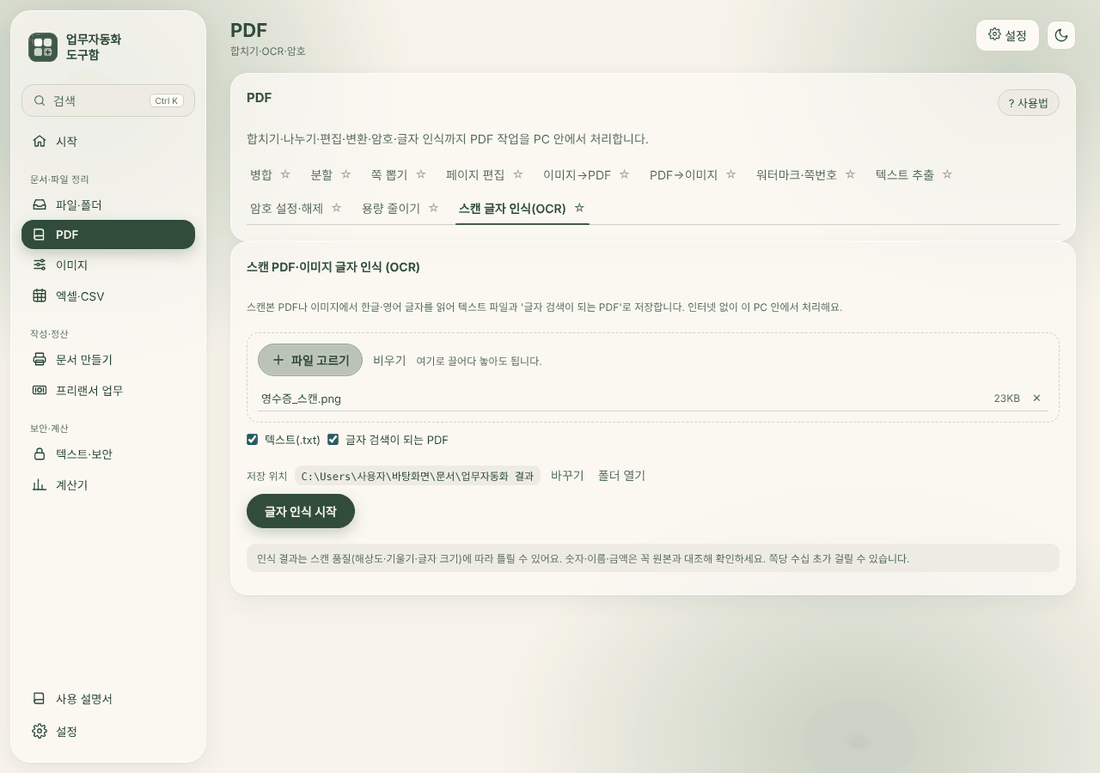 업무자동화
도구함
검색 Ctrl K
시작
문서·파일 정리
파일·폴더
PDF
이미지
엑셀·CSV
작성·정산
문서 만들기
프리랜서 업무
보안·계산
텍스트·보안
계산기
사용 설명서
설정
PDF
합치기·OCR·암호
설정
PDF
? 사용법
합치기·나누기·편집·변환·암호·글자 인식까지 PDF 작업을 PC 안에서 처리합니다.
병합 ☆ 분할 ☆ 쪽 뽑기 ☆ 페이지 편집 ☆ 이미지→PDF ☆ PDF→이미지 ☆ 워터마크·쪽번호 ☆ 텍스트 추출 ☆
암호 설정·해제 ☆ 용량 줄이기 ☆ 스캔 글자 인식(OCR) ☆
스캔 PDF·이미지 글자 인식 (OCR)
스캔본 PDF나 이미지에서 한글·영어 글자를 읽어 텍스트 파일과 '글자 검색이 되는 PDF'로 저장합니다. 인터넷 없이 이 PC 안에서 처리해요.
+ 파일 고르기 비우기 여기로 끌어다 놓아도 됩니다.
영수증_스캔.png 23KB ×
텍스트(.txt) 글자 검색이 되는 PDF
저장 위치 C:\Users\사용자\바탕화면\문서\업무자동화 결과 바꾸기 폴더 열기
글자 인식 시작
인식 결과는 스캔 품질(해상도·기울기·글자 크기)에 따라 틀릴 수 있어요. 숫자·이름·금액은 꼭 원본과 대조해 확인하세요. 쪽당 수십 초가 걸릴 수 있습니다.